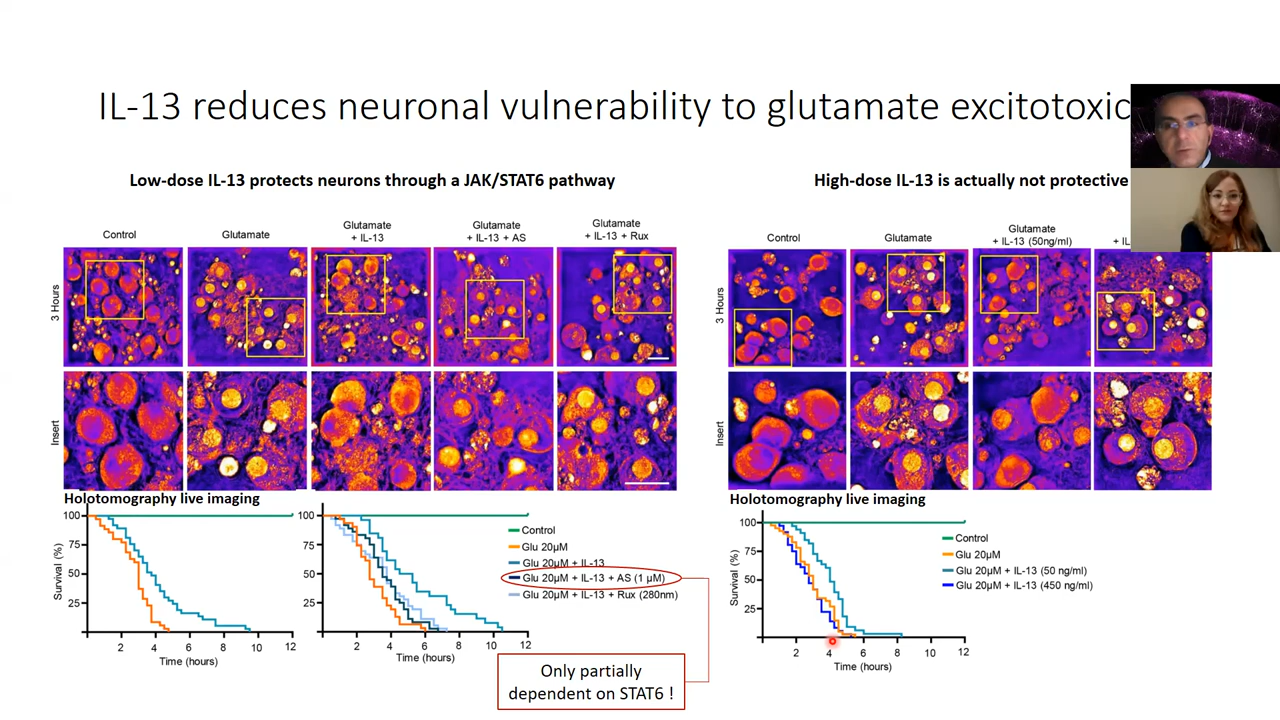 IL-13 reduces neuronal vulnerability to glutamate excitotoxic
Low-dose IL-13 protects neurons through a JAK/STAT6 pathway
Control
Glutamate
Glutamate
+ IL-13
Glutamate
+ IL-13 + AS
Glutamate
+ IL-13 + Rux
3 Hours
Insert
Holotomography live imaging
100
75
50
25
Survival (%)
2 4 6 8 10 12
Time (hours)
100
75
50
25
2 4 6 8 10 12
Time (hours)
Control
Glu 20µM
Glu 20µM + IL-13
Glu 20µM + IL-13 + AS (1 µM)
Glu 20µM + IL-13 + Rux (280nm)
Only partially
dependent on STAT6 !
High-dose IL-13 is actually not protective
Control
Glutamate
Glutamate
+ IL-13 (50ng/ml)
+ IL
3 Hours
Insert
Holotomography live imaging
100
75
50
25
Survival (%)
2 4 6 8 10 12
Time (hours)
Control
Glu 20µM
Glu 20µM + IL-13 (50 ng/ml)
Glu 20µM + IL-13 (450 ng/ml)